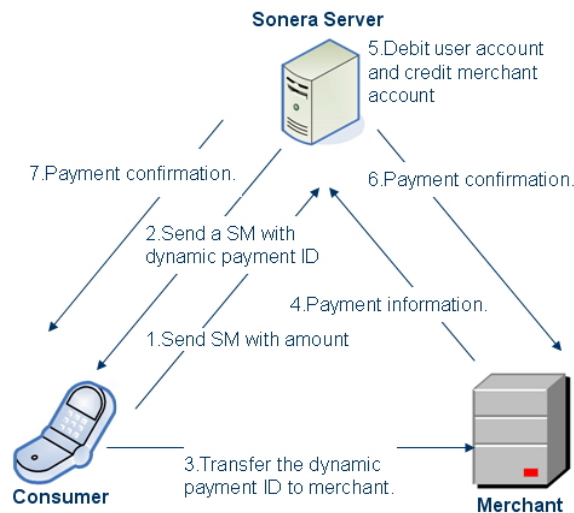 Sonera Server
5.Debit user account
and credit merchant
account
7.Payment confirmation.
6.Payment confirmation.
2.Send a SM with
dynamic payment ID
4.Payment information.
1.Send SM with amount
3.Transfer the dynamic
payment ID to merchant.
Consumer
Merchant